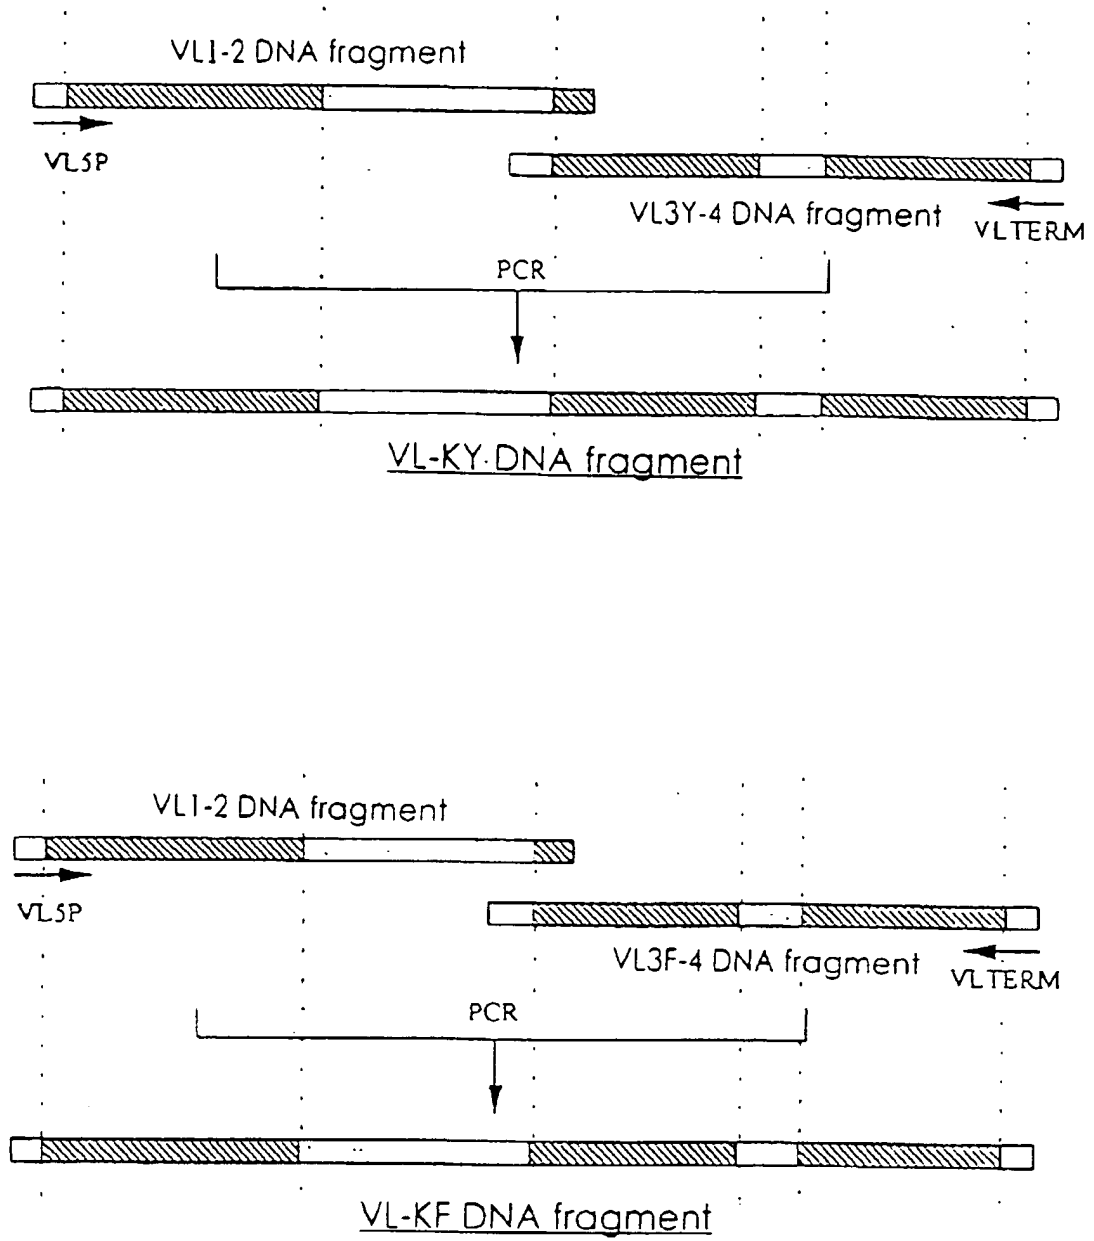 VL1-2 DNA fragment
VL5P
VL3Y-4 DNA fragment
VLTERM
PCR
VL-KY DNA fragment
VL1-2 DNA fragment
VL5P
VL3F-4 DNA fragment
VLTERM
PCR
VL-KF DNA fragment